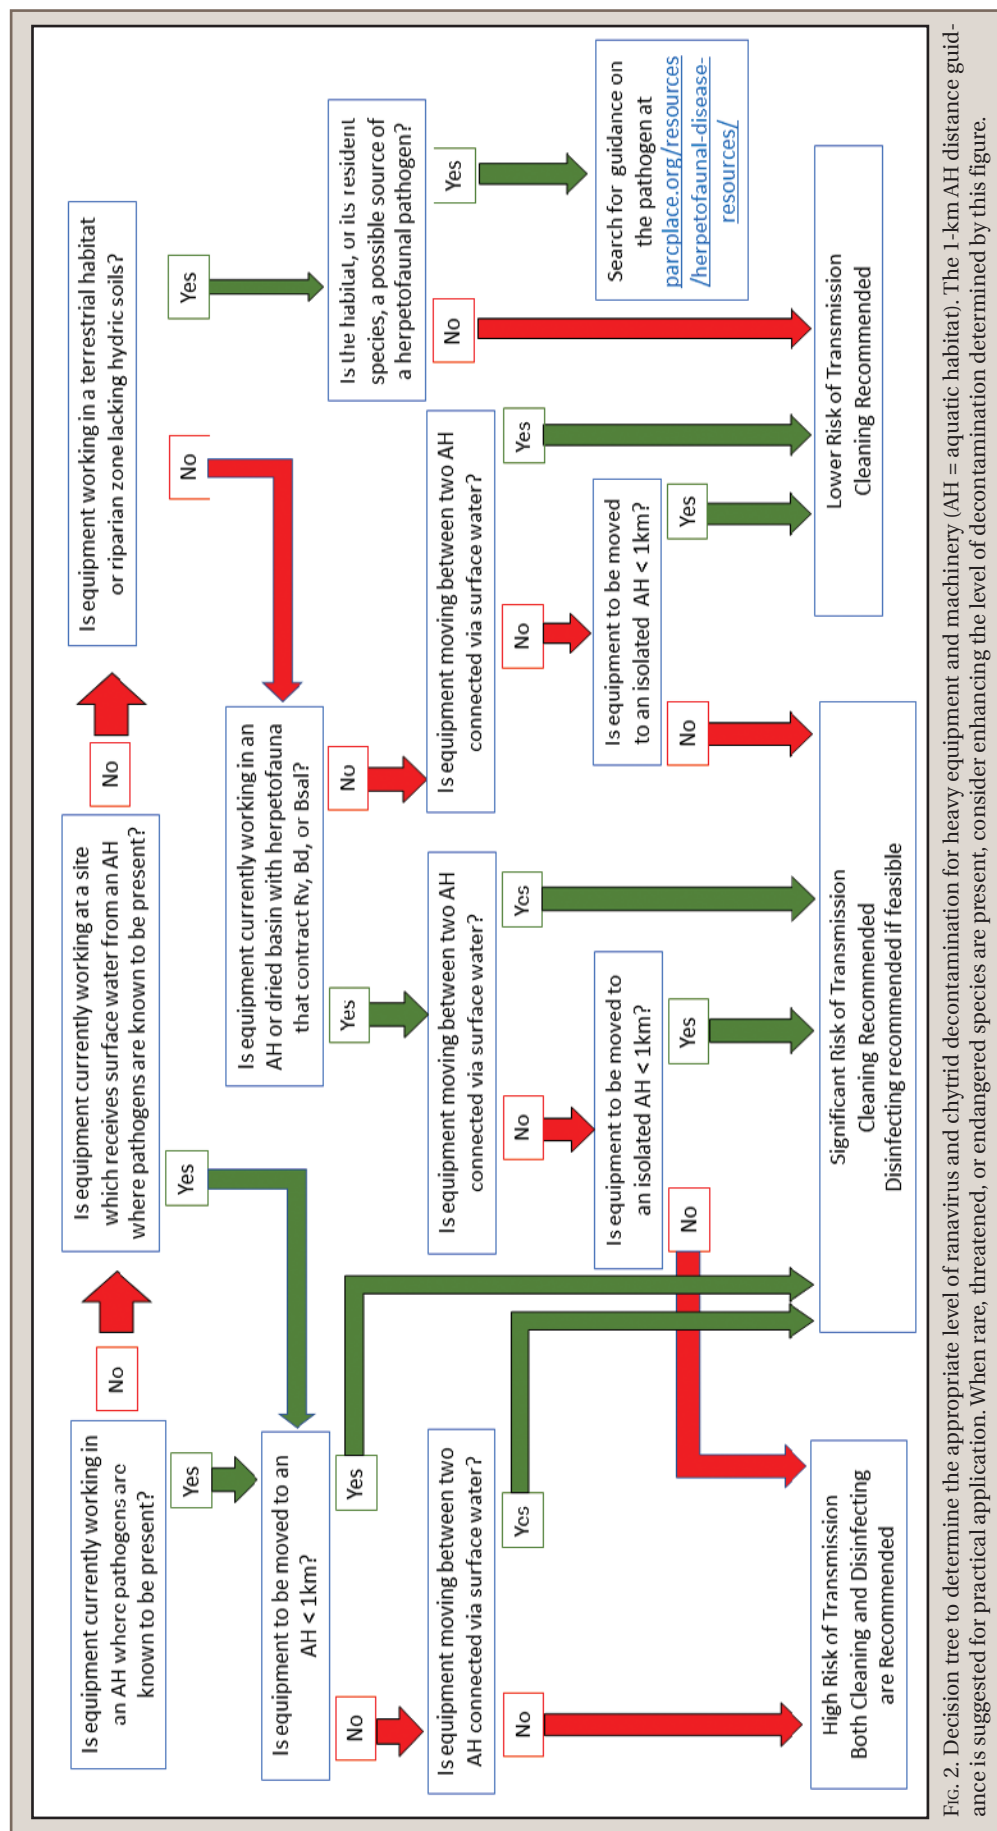 Is equipment currently working in
an AH where pathogens are
known to be present?
No
Yes
Is equipment currently working at a site
which receives surface water from an AH
where pathogens are known to be present?
No
Yes
Is equipment working in a terrestrial habitat
or riparian zone lacking hydric soils?
No
Yes
Is equipment to be moved to an
AH < 1km?
No
Yes
Is equipment currently working in an
AH or dried basin with herpetofauna
that contract Rv, Bd, or Bsal?
Yes
No
Is the habitat, or its resident
species, a possible source of
a herpetofaunal pathogen?
No
Yes
Is equipment moving between two
AH connected via surface water?
No
Yes
Is equipment moving between two AH
connected via surface water?
No
Yes
Is equipment moving between two AH
connected via surface water?
No
Yes
Search for guidance on
the pathogen at
parcplace.org/resources
/herpetofaunal-disease-
resources/
Is equipment to be moved to
an isolated AH < 1km?
No
Yes
Is equipment to be moved
to an isolated AH < 1km?
No
Yes
High Risk of Transmission
Both Cleaning and Disinfecting
are Recommended
Significant Risk of Transmission
Cleaning Recommended
Disinfecting recommended if feasible
Lower Risk of Transmission
Cleaning Recommended
FIG. 2. Decision tree to determine the appropriate level of ranavirus and chytrid decontamination for heavy equipment and machinery (AH = aquatic habitat). The 1-km AH distance guid-
ance is suggested for practical application. When rare, threatened, or endangered species are present, consider enhancing the level of decontamination determined by this figure.